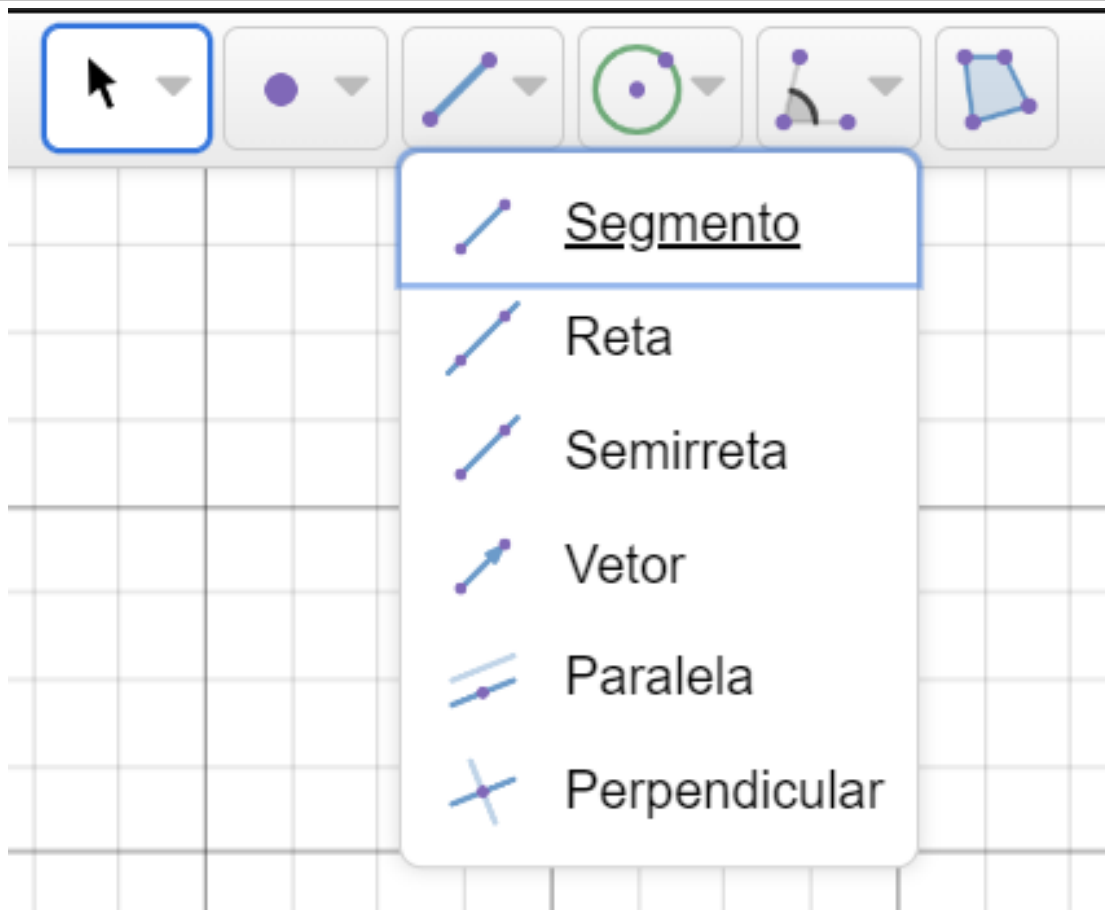 Segmento
Reta
Semirreta
Vetor
Paralela
Perpendicular